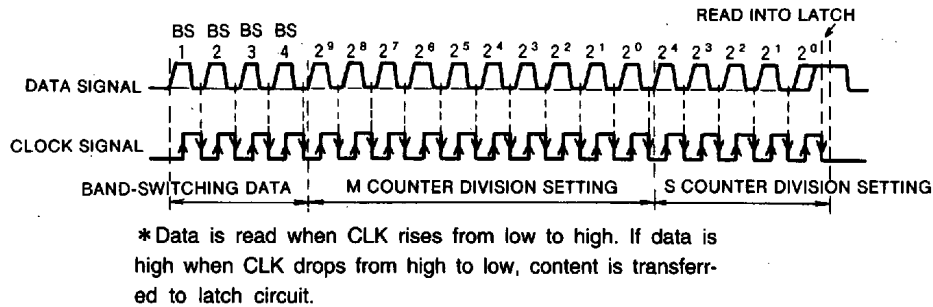 READ INTO LATCH
BS BS BS BS
1 2 3 4 2⁹ 2⁸ 2⁷ 2⁶ 2⁵ 2⁴ 2³ 2² 2¹ 2⁰ 2⁴ 2³ 2² 2¹ 2⁰
DATA SIGNAL
CLOCK SIGNAL
BAND-SWITCHING DATA M COUNTER DIVISION SETTING S COUNTER DIVISION SETTING
*Data is read when CLK rises from low to high. If data is
high when CLK drops from high to low, content is transferr-
ed to latch circuit.